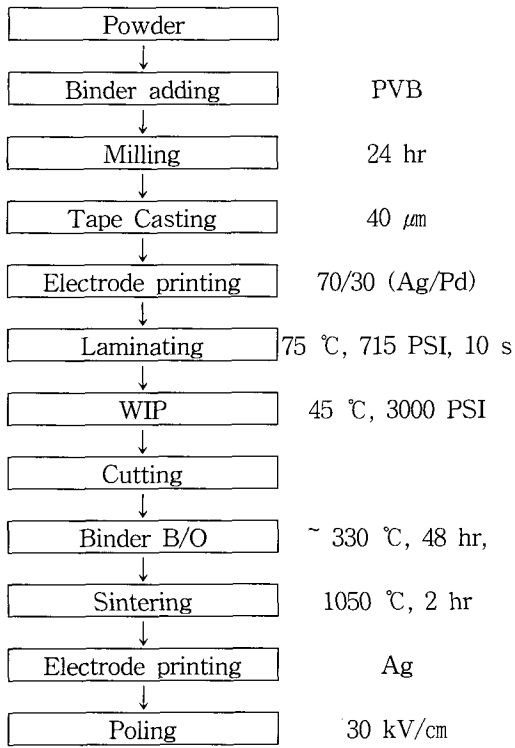 Powder
Binder adding PVB
Milling 24 hr
Tape Casting 40 ㎛
Electrode printing 70/30 (Ag/Pd)
Laminating 75 ℃, 715 PSI, 10 s
WIP 45 ℃, 3000 PSI
Cutting
Binder B/O ~ 330 ℃, 48 hr,
Sintering 1050 ℃, 2 hr
Electrode printing Ag
Poling 30 kV/cm